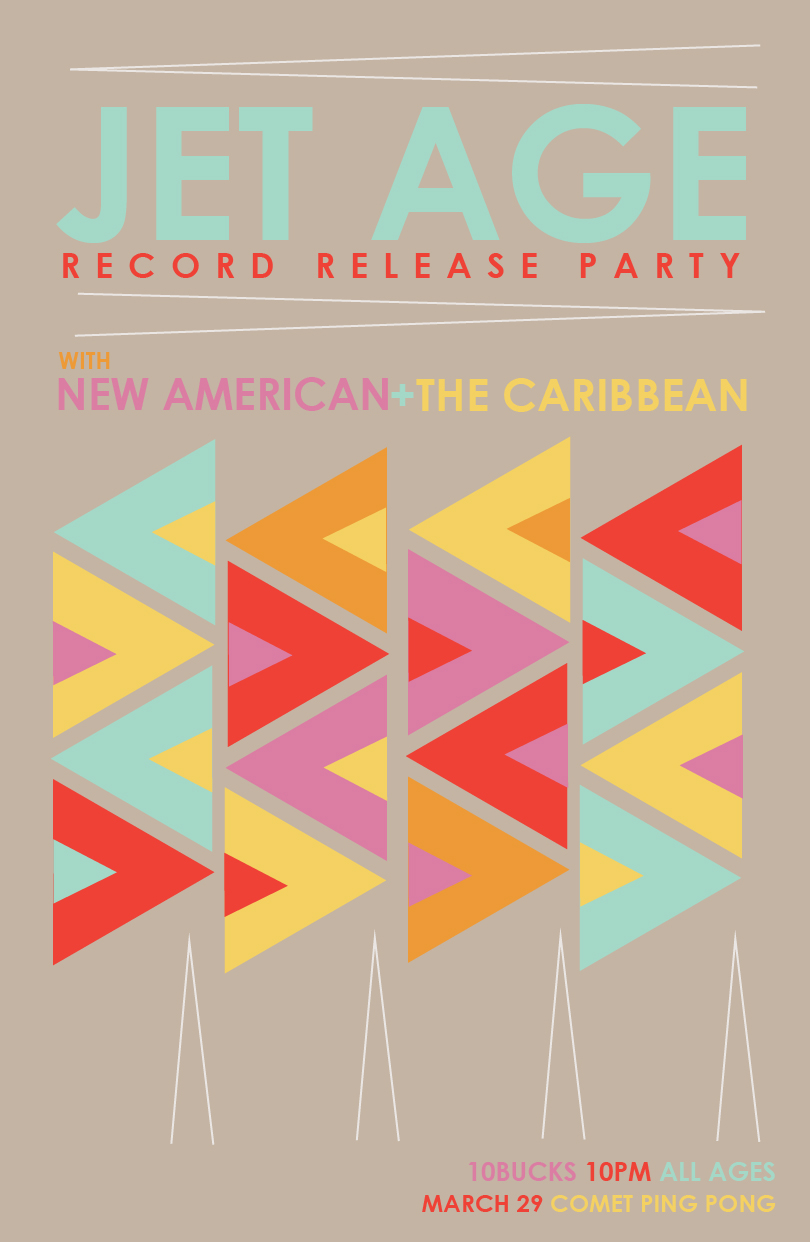 JET AGE
RECORD RELEASE PARTY
WITH
NEW AMERICAN+THE CARIBBEAN
10BUCKS 10PM ALL AGES
MARCH 29 COMET PING PONG